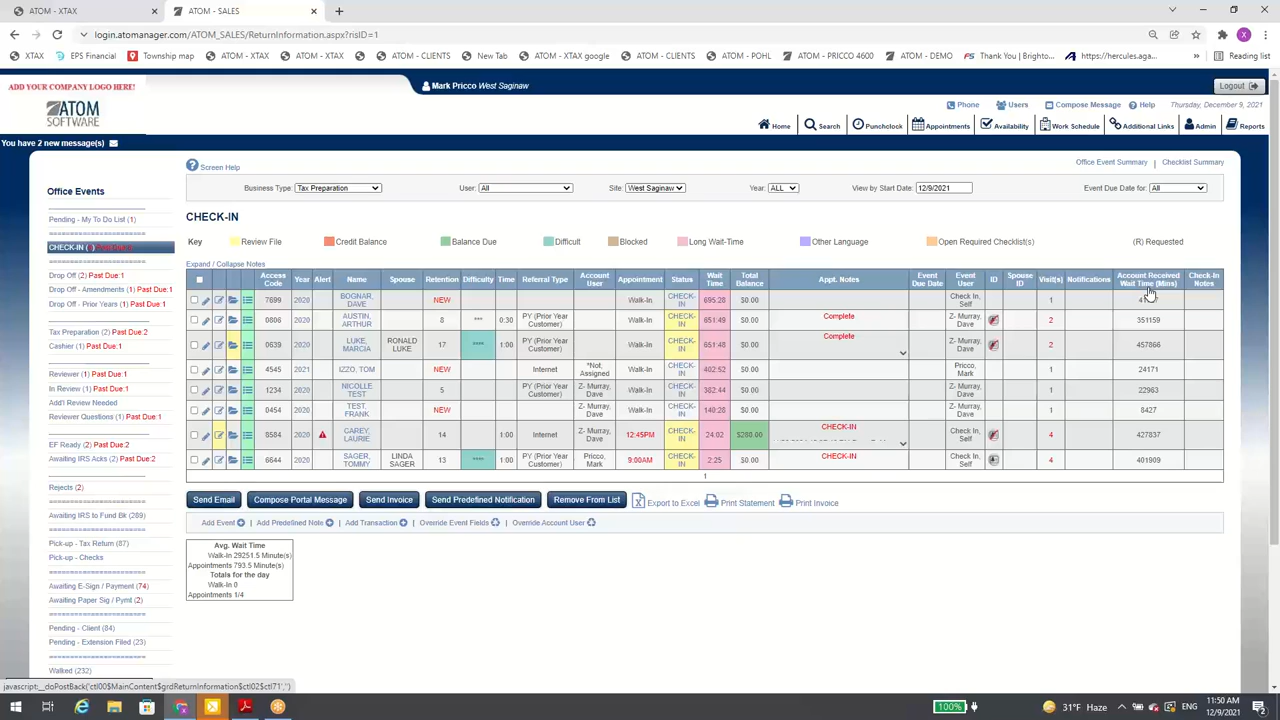 ATOM - XTAX
ATOM - SALES
login.atomanager.com/ATOM_SALES/ReturnInformation.aspx?risID=1
XTAX
EPS Financial
Township map
ATOM - XTAX
ATOM - CLIENTS
New Tab
ATOM - XTAX google
ATOM - CLIENTS
ATOM - POHL
ATOM - PRICCO 4600
ATOM - DEMO
Thank You | Brighto...
https://hercules.aga...
Reading list
ADD YOUR COMPANY LOGO HERE!
ATOM
SOFTWARE
Mark Pricco West Saginaw
Logout
Phone Users Compose Message Help Thursday, December 9, 2021
Home Search Punchclock Appointments Availability Work Schedule Additional Links Admin Reports
You have 2 new message(s)
Screen Help
Office Event Summary | Checklist Summary
Business Type: Tax Preparation User: All Site: West Saginaw Year: ALL View by Start Date: 12/9/2021 Event Due Date for: All
Office Events
Pending - My To Do List (1)
CHECK-IN
Drop Off (2) Past Due:1
Drop Off - Amendments (1) Past Due:1
Drop Off - Prior Years (1) Past Due:1
Tax Preparation (2) Past Due:2
Cashier (1) Past Due:1
Reviewer (1) Past Due:1
In Review (1) Past Due:1
Add'l Review Needed
Reviewer Questions (1) Past Due:1
EF Ready (2) Past Due:2
Awaiting IRS Acks (2) Past Due:2
Rejects (2)
Awaiting IRS to Fund Bk (289)
Pick-up - Tax Return (87)
Pick-up - Checks
Awaiting E-Sign / Payment (74)
Awaiting Paper Sig / Pymt (2)
Pending - Client (84)
Pending - Extension Filed (23)
Walked (232)
CHECK-IN
Key Review File Credit Balance Balance Due Difficult Blocked Long Wait-Time Other Language Open Required Checklist(s) (R) Requested
Expand / Collapse Notes
Access Code Year Alert Name Spouse Retention Difficulty Time Referral Type Account User Appointment Status Wait Time Total Balance Appt. Notes Event Due Date Event User ID Spouse ID Visit(s) Notifications Account Received Wait Time (Mins) Check-In Notes
7699 2020 BOGNAR, DAVE NEW Walk-In CHECK-IN 695:28 $0.00 Check In, Self 1
0806 2020 AUSTIN, ARTHUR 8 *** 0:30 PY (Prior Year Customer) Z- Murray, Dave Walk-In CHECK-IN 651:49 $0.00 Complete Z- Murray, Dave 2 351159
0639 2020 LUKE, MARCIA RONALD LUKE 17 **** 1:00 PY (Prior Year Customer) Z- Murray, Dave Walk-In CHECK-IN 651:48 $0.00 Complete Z- Murray, Dave 2 457866
4545 2021 IZZO, TOM NEW Internet *Not, Assigned Walk-In CHECK-IN 402:52 $0.00 Pricco, Mark 1 24171
1234 2020 NICOLLE TEST 5 PY (Prior Year Customer) Z- Murray, Dave Walk-In CHECK-IN 382:44 $0.00 Z- Murray, Dave 1 22963
0454 2020 TEST FRANK NEW Z- Murray, Dave Walk-In CHECK-IN 140:28 $0.00 Z- Murray, Dave 1 8427
8584 2020 CAREY, LAURIE 14 1:00 Internet Z- Murray, Dave 12:45PM CHECK-IN 24:02 $280.00 CHECK-IN Check In, Self 4 427837
6644 2020 SAGER, TOMMY LINDA SAGER 13 **** 1:00 PY (Prior Year Customer) Pricco, Mark 9:00AM CHECK-IN 2:25 $0.00 CHECK-IN Check In, Self 4 401909
1
Send Email Compose Portal Message Send Invoice Send Predefined Notification Remove From List Export to Excel Print Statement Print Invoice
Add Event | Add Predefined Note | Add Transaction | Override Event Fields | Override Account User
Avg. Wait Time
Walk-In 29251.5 Minute(s)
Appointments 793.5 Minute(s)
Totals for the day
Walk-In 0
Appointments 1/4
javascript:__doPostBack('ctl00$MainContent$grdReturnInformation$ctl02$ctl71','')
100%
31°F Haze
ENG
11:50 AM
12/9/2021
2